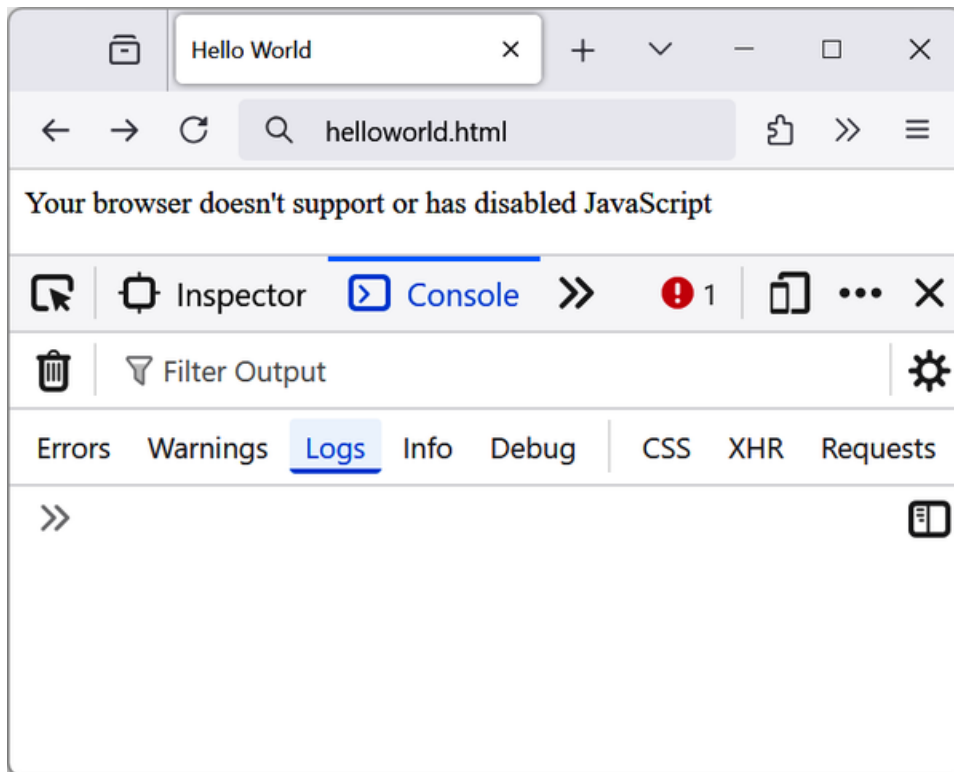 Hello World
helloworld.html
Your browser doesn't support or has disabled JavaScript
Inspector Console 1
Filter Output
Errors Warnings Logs Info Debug CSS XHR Requests